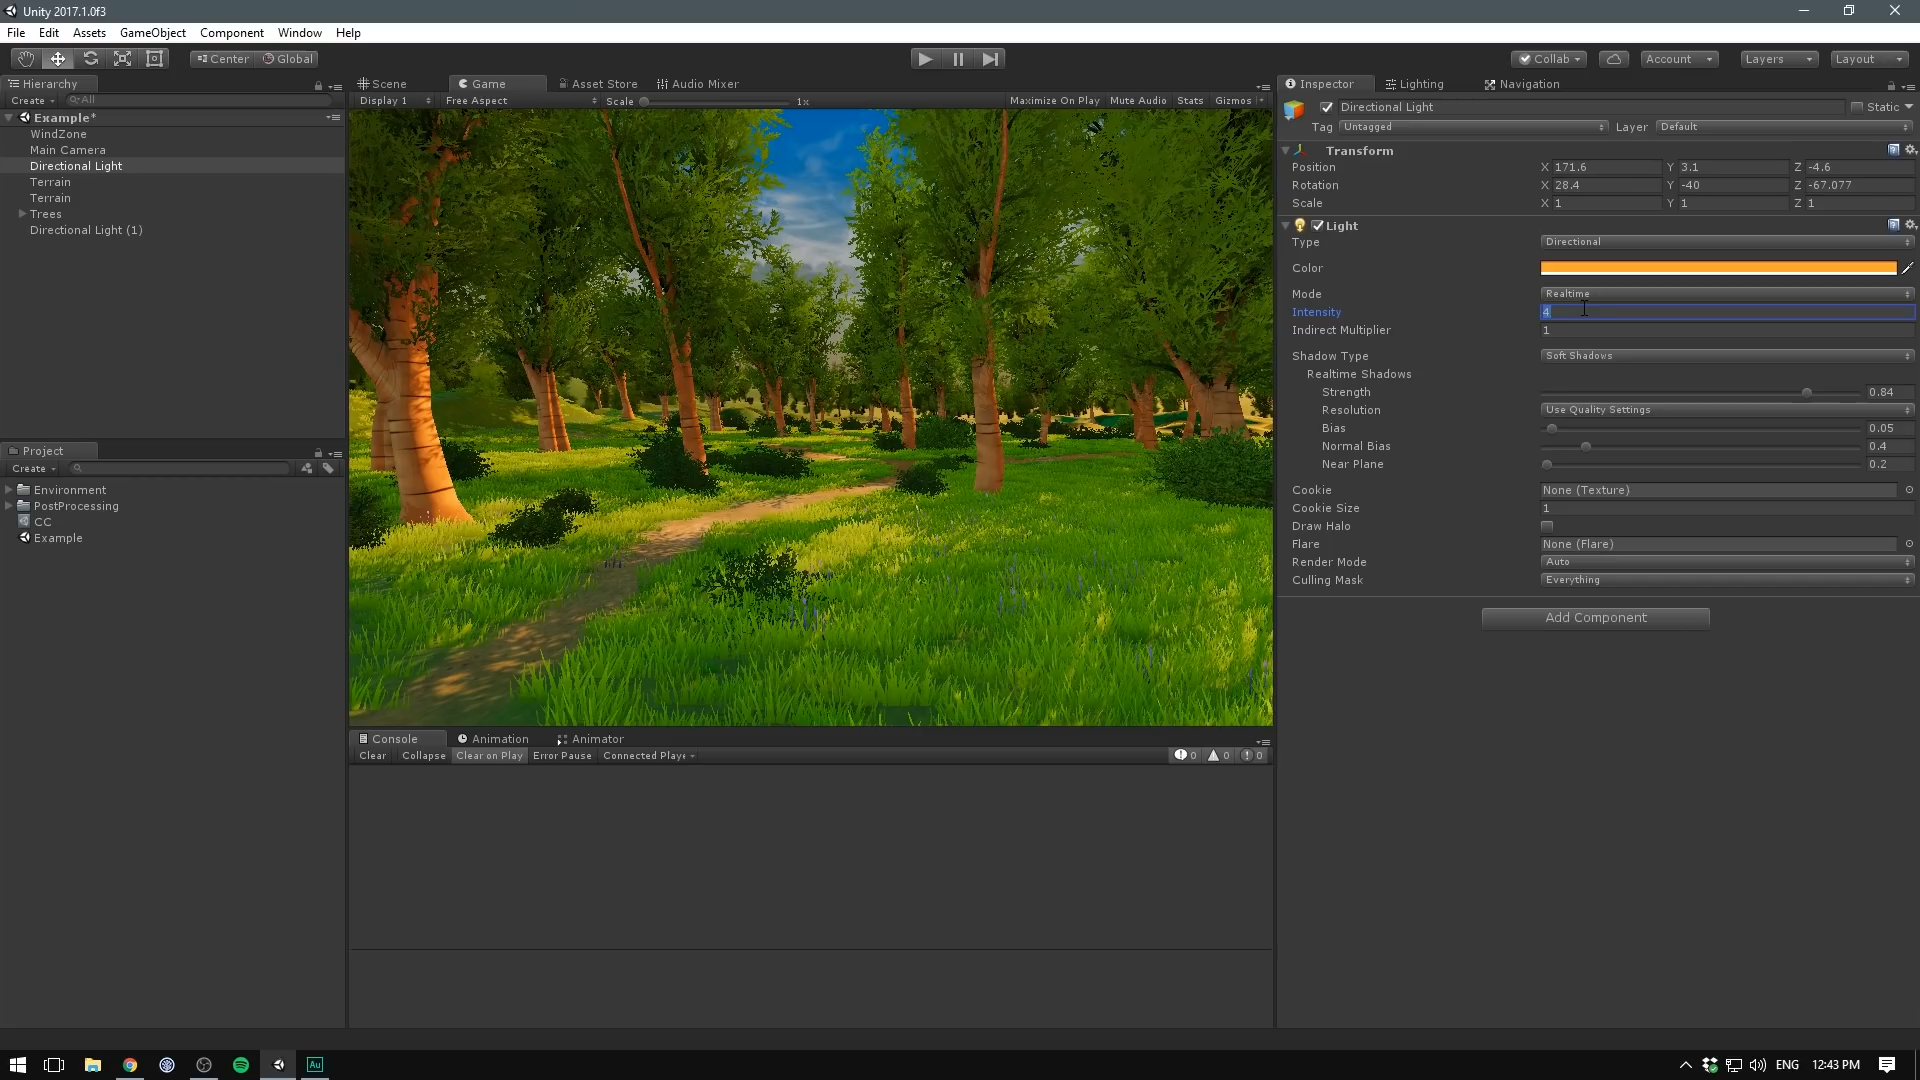 Unity 2017.1.0f3
File Edit Assets GameObject Component Window Help
Center Global Collab Account Layers Layout
Hierarchy
Create All
Example*
WindZone
Main Camera
Directional Light
Terrain
Terrain
Trees
Directional Light (1)
Project
Create
Environment
PostProcessing
CC
Example
Scene Game Asset Store Audio Mixer
Display 1 Free Aspect Scale 1x Maximize On Play Mute Audio Stats Gizmos
Console Animation Animator
Clear Collapse Clear on Play Error Pause Connected Playe 0 0 0
Inspector Lighting Navigation
Directional Light Static
Tag Untagged Layer Default
Transform
Position X 171.6 Y 3.1 Z -4.6
Rotation X 28.4 Y -40 Z -67.077
Scale X 1 Y 1 Z 1
Light
Type Directional
Color
Mode Realtime
Intensity 4
Indirect Multiplier 1
Shadow Type Soft Shadows
Realtime Shadows
Strength 0.84
Resolution Use Quality Settings
Bias 0.05
Normal Bias 0.4
Near Plane 0.2
Cookie None (Texture)
Cookie Size 1
Draw Halo
Flare None (Flare)
Render Mode Auto
Culling Mask Everything
Add Component
Au ENG 12:43 PM